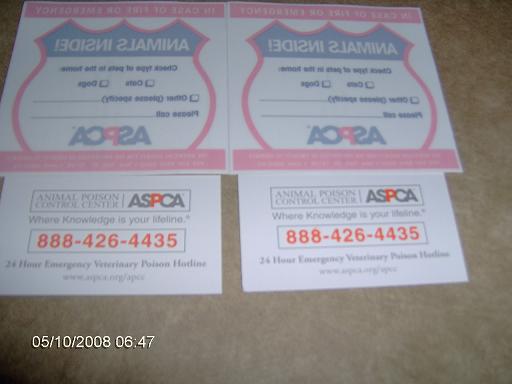 IN CASE OF FIRE OR EMERGENCY
ANIMALS INSIDE!
Check type of pets in the home:
Cats Dogs
Other (please specify)
Please call
ASPCA
IN CASE OF FIRE OR EMERGENCY
ANIMALS INSIDE!
Check type of pets in the home:
Cats Dogs
Other (please specify)
Please call
ASPCA
ANIMAL POISON
CONTROL CENTER
ASPCA
Where Knowledge is your lifeline.®
888-426-4435
24 Hour Emergency Veterinary Poison Hotline
www.aspca.org/apcc
ANIMAL POISON
CONTROL CENTER
ASPCA
Where Knowledge is your lifeline.®
888-426-4435
24 Hour Emergency Veterinary Poison Hotline
www.aspca.org/apcc
05/10/2008 06:47